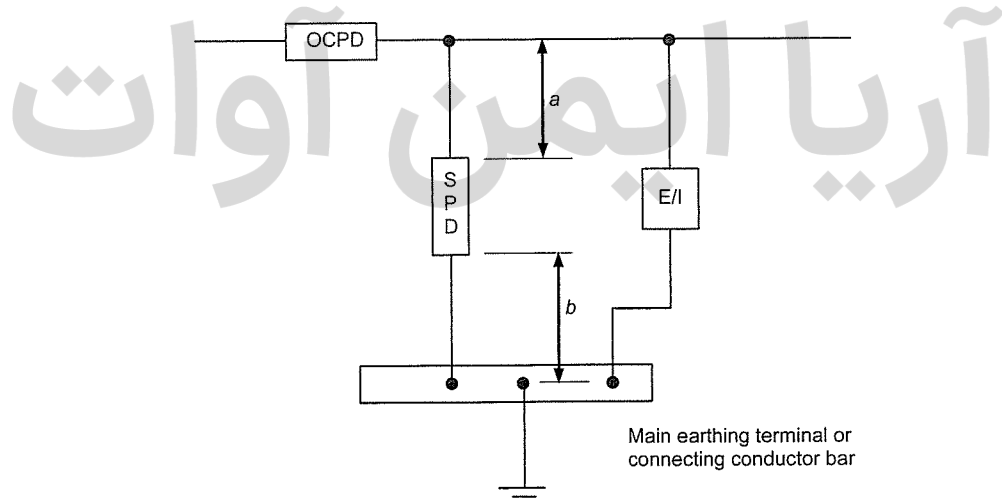 آریا ایمن آوات
OCPD
a
S
P
D
E/I
b
Main earthing terminal or
connecting conductor bar